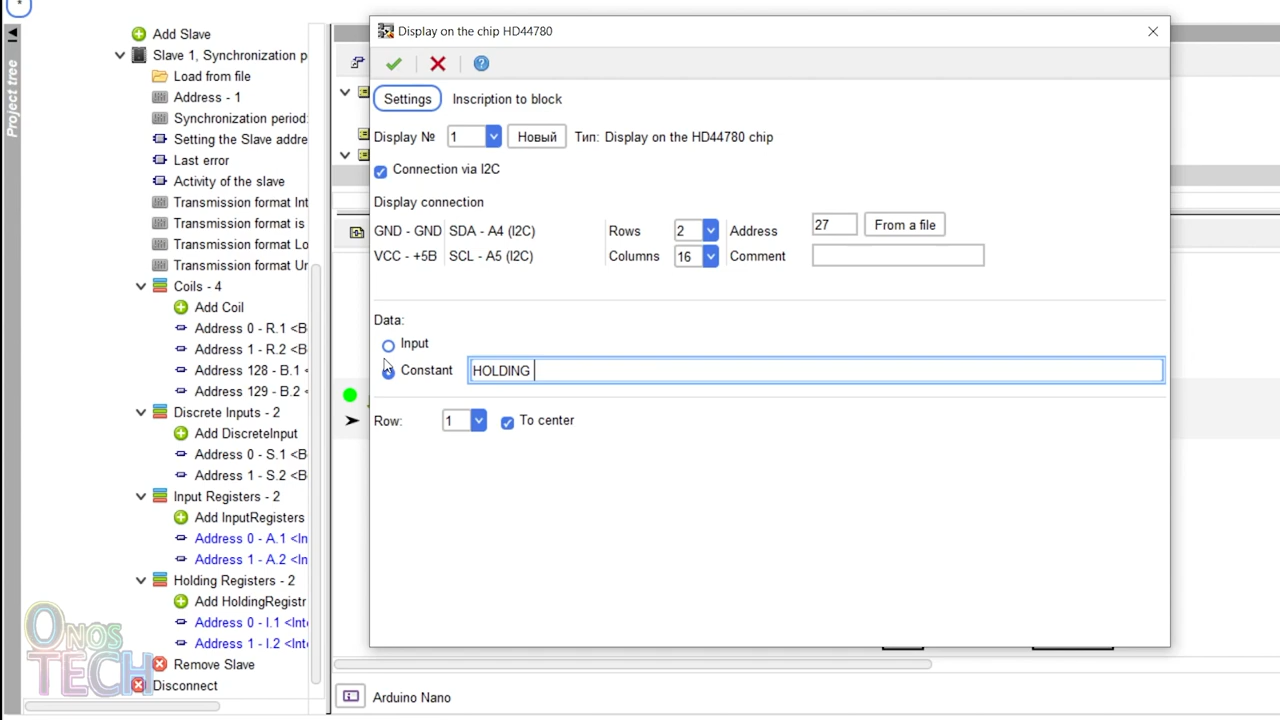 *
Project tree
Add Slave
Slave 1, Synchronization p
Load from file
Address - 1
Synchronization period:
Setting the Slave addre
Last error
Activity of the slave
Transmission format Int
Transmission format is
Transmission format Lo
Transmission format Ur
Coils - 4
Add Coil
Address 0 - R.1 <B
Address 1 - R.2 <B
Address 128 - B.1 <
Address 129 - B.2 <
Discrete Inputs - 2
Add DiscreteInput
Address 0 - S.1 <B
Address 1 - S.2 <B
Input Registers - 2
Add InputRegisters
Address 0 - A.1 <In
Address 1 - A.2 <In
Holding Registers - 2
Add HoldingRegistr
Address 0 - I.1 <Inte
Address 1 - I.2 <Inte
Remove Slave
Disconnect
ONOS
TECH
Display on the chip HD44780
Settings Inscription to block
Display № 1 Новый Тип: Display on the HD44780 chip
Connection via I2C
Display connection
GND - GND SDA - A4 (I2C) Rows 2 Address 27 From a file
VCC - +5B SCL - A5 (I2C) Columns 16 Comment
Data:
Input
Constant HOLDING
Row: 1 To center
Arduino Nano